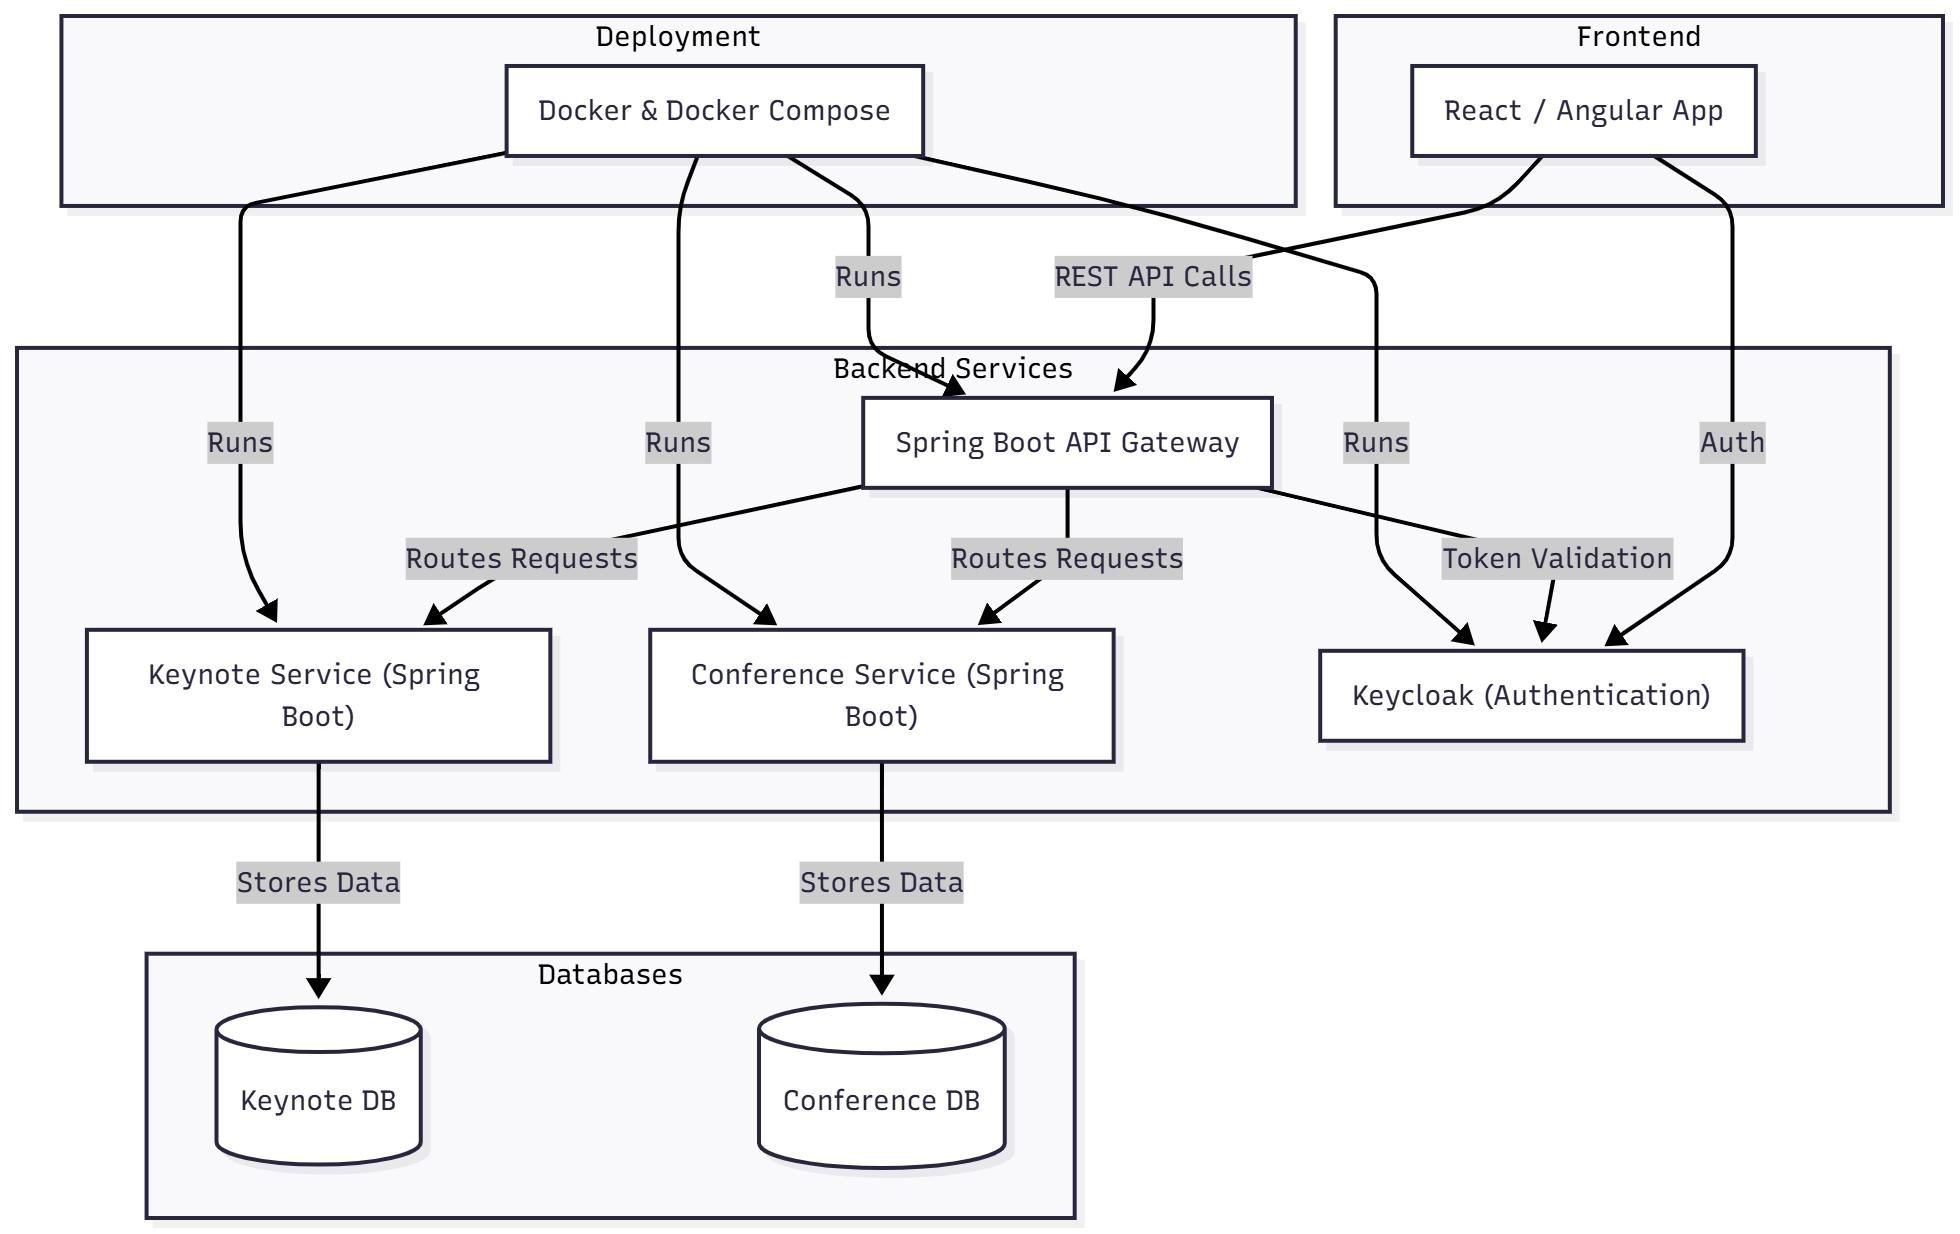 Deployment
Frontend
Docker & Docker Compose
React / Angular App
Runs
REST API Calls
Backend Services
Runs
Runs
Spring Boot API Gateway
Runs
Auth
Routes Requests
Routes Requests
Token Validation
Keynote Service (Spring
Boot)
Conference Service (Spring
Boot)
Keycloak (Authentication)
Stores Data
Stores Data
Databases
Keynote DB
Conference DB